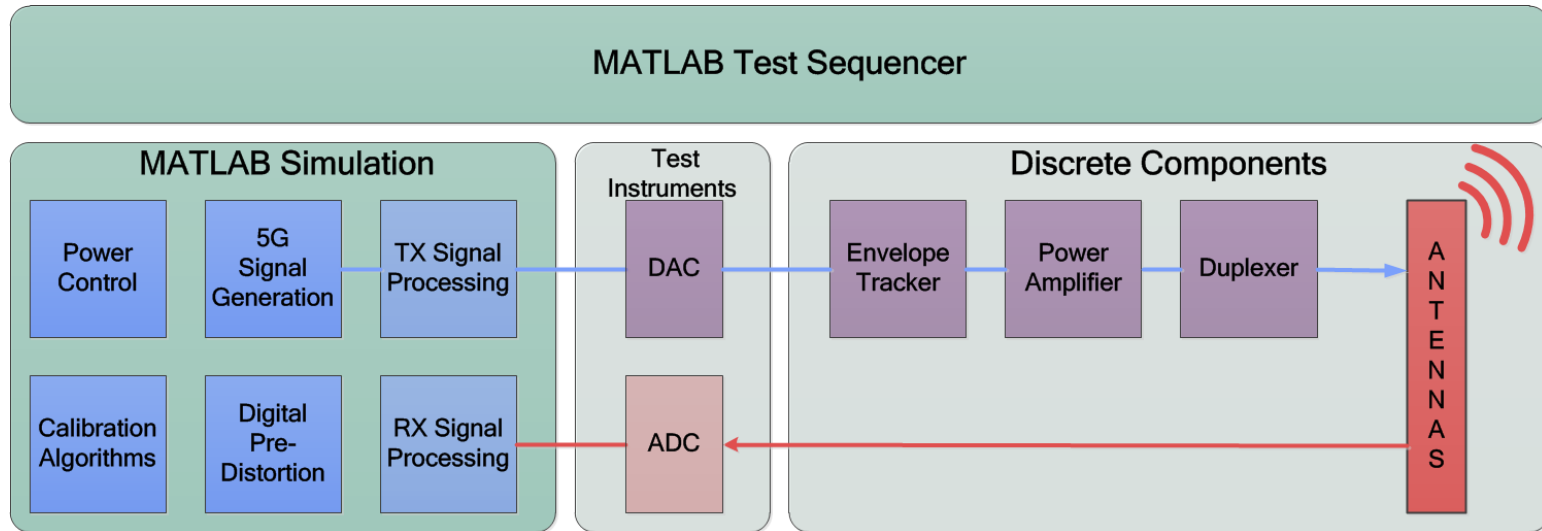 MATLAB Test Sequencer
MATLAB Simulation
Power
Control
5G
Signal
Generation
TX Signal
Processing
Calibration
Algorithms
Digital
Pre-
Distortion
RX Signal
Processing
Test
Instruments
DAC
ADC
Discrete Components
Envelope
Tracker
Power
Amplifier
Duplexer
A
N
T
E
N
N
A
S